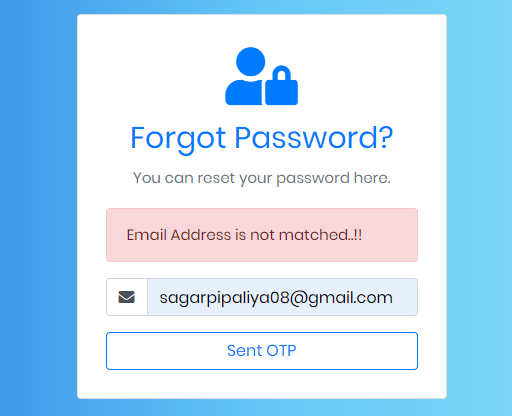 Forgot Password?
You can reset your password here.
Email Address is not matched..!!
sagarpipaliya08@gmail.com
Sent OTP